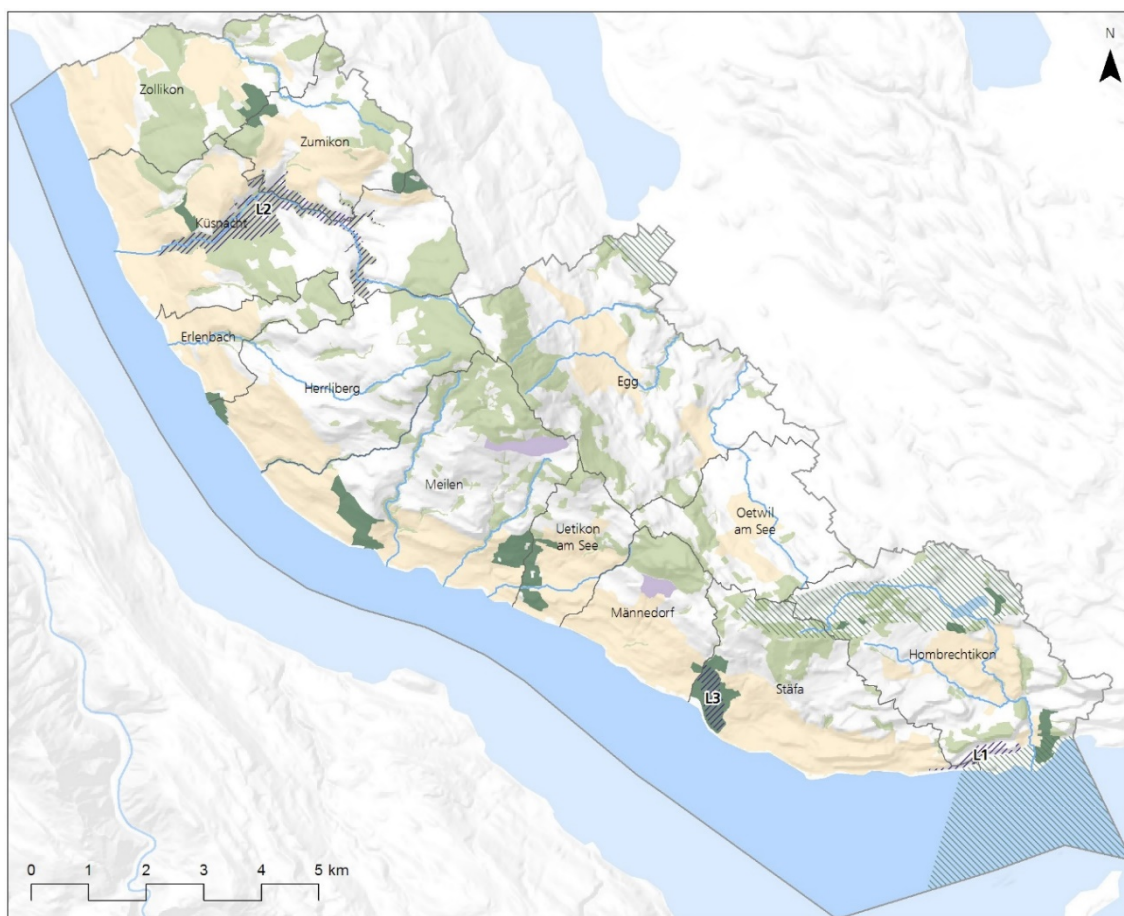 N
Zollikon
Zumikon
L2
Küsnacht
Erlenbach
Herrliberg
Egg
Meilen
Oetwil
am See
Uetikon
am See
Männedorf
Hombrechtikon
Stäfa
L3
L1
0 1 2 3 4 5 km